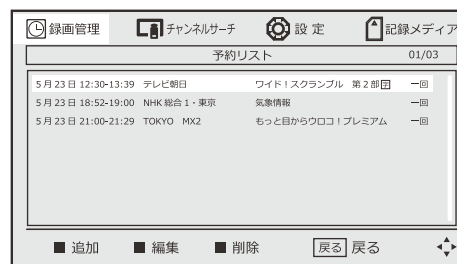 録画管理 チャンネルサーチ 設定 記録メディア
予約リスト 01/03
5月23日 12:30-13:39 テレビ朝日 ワイド！スクランブル 第2部字 一回
5月23日 18:52-19:00 NHK総合1・東京 気象情報 一回
5月23日 21:00-21:29 TOKYO MX2 もっと目からウロコ！プレミアム 一回
■ 追加 ■ 編集 ■ 削除 戻る 戻る